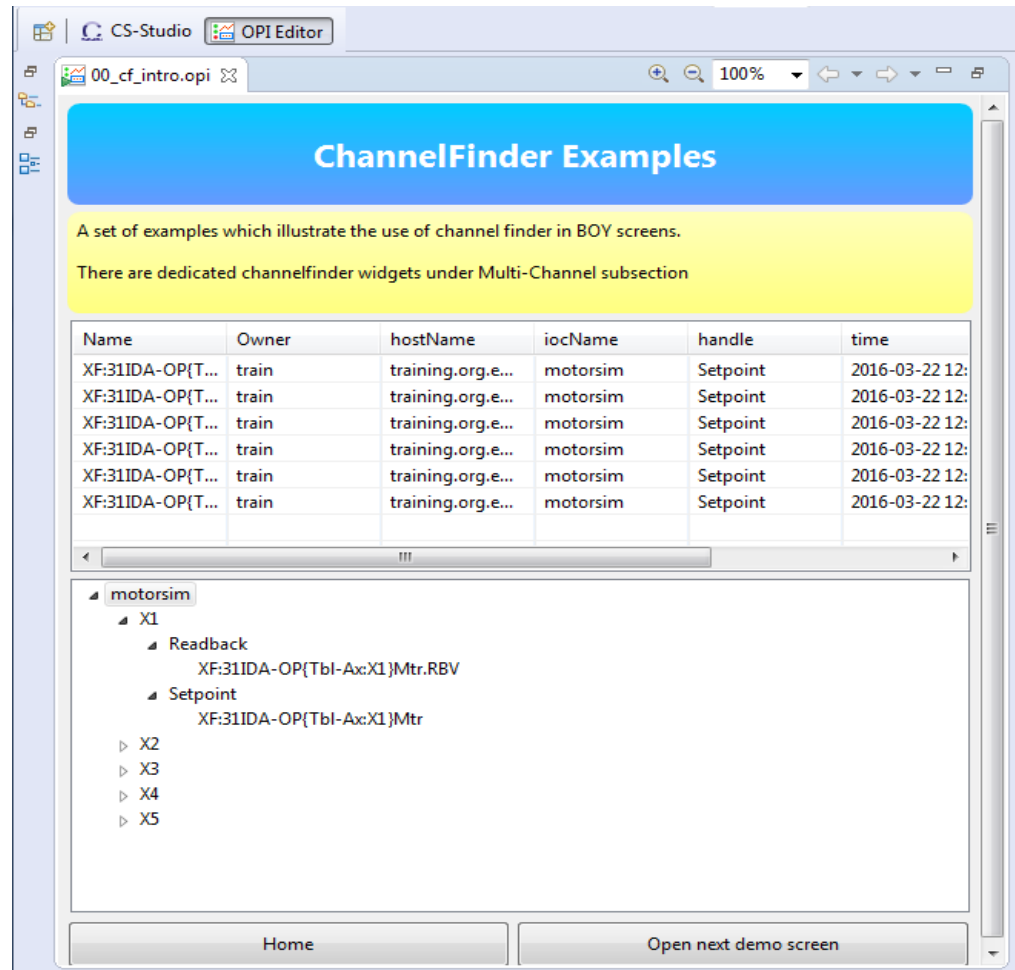 CS-Studio OPI Editor
00_cf_intro.opi 100%
ChannelFinder Examples
A set of examples which illustrate the use of channel finder in BOY screens.
There are dedicated channelfinder widgets under Multi-Channel subsection
Name Owner hostName iocName handle time
XF:31IDA-OP{T... train training.org.e... motorsim Setpoint 2016-03-22 12:
XF:31IDA-OP{T... train training.org.e... motorsim Setpoint 2016-03-22 12:
XF:31IDA-OP{T... train training.org.e... motorsim Setpoint 2016-03-22 12:
XF:31IDA-OP{T... train training.org.e... motorsim Setpoint 2016-03-22 12:
XF:31IDA-OP{T... train training.org.e... motorsim Setpoint 2016-03-22 12:
XF:31IDA-OP{T... train training.org.e... motorsim Setpoint 2016-03-22 12:
motorsim
X1
Readback
XF:31IDA-OP{Tbl-Ax:X1}Mtr.RBV
Setpoint
XF:31IDA-OP{Tbl-Ax:X1}Mtr
X2
X3
X4
X5
Home Open next demo screen